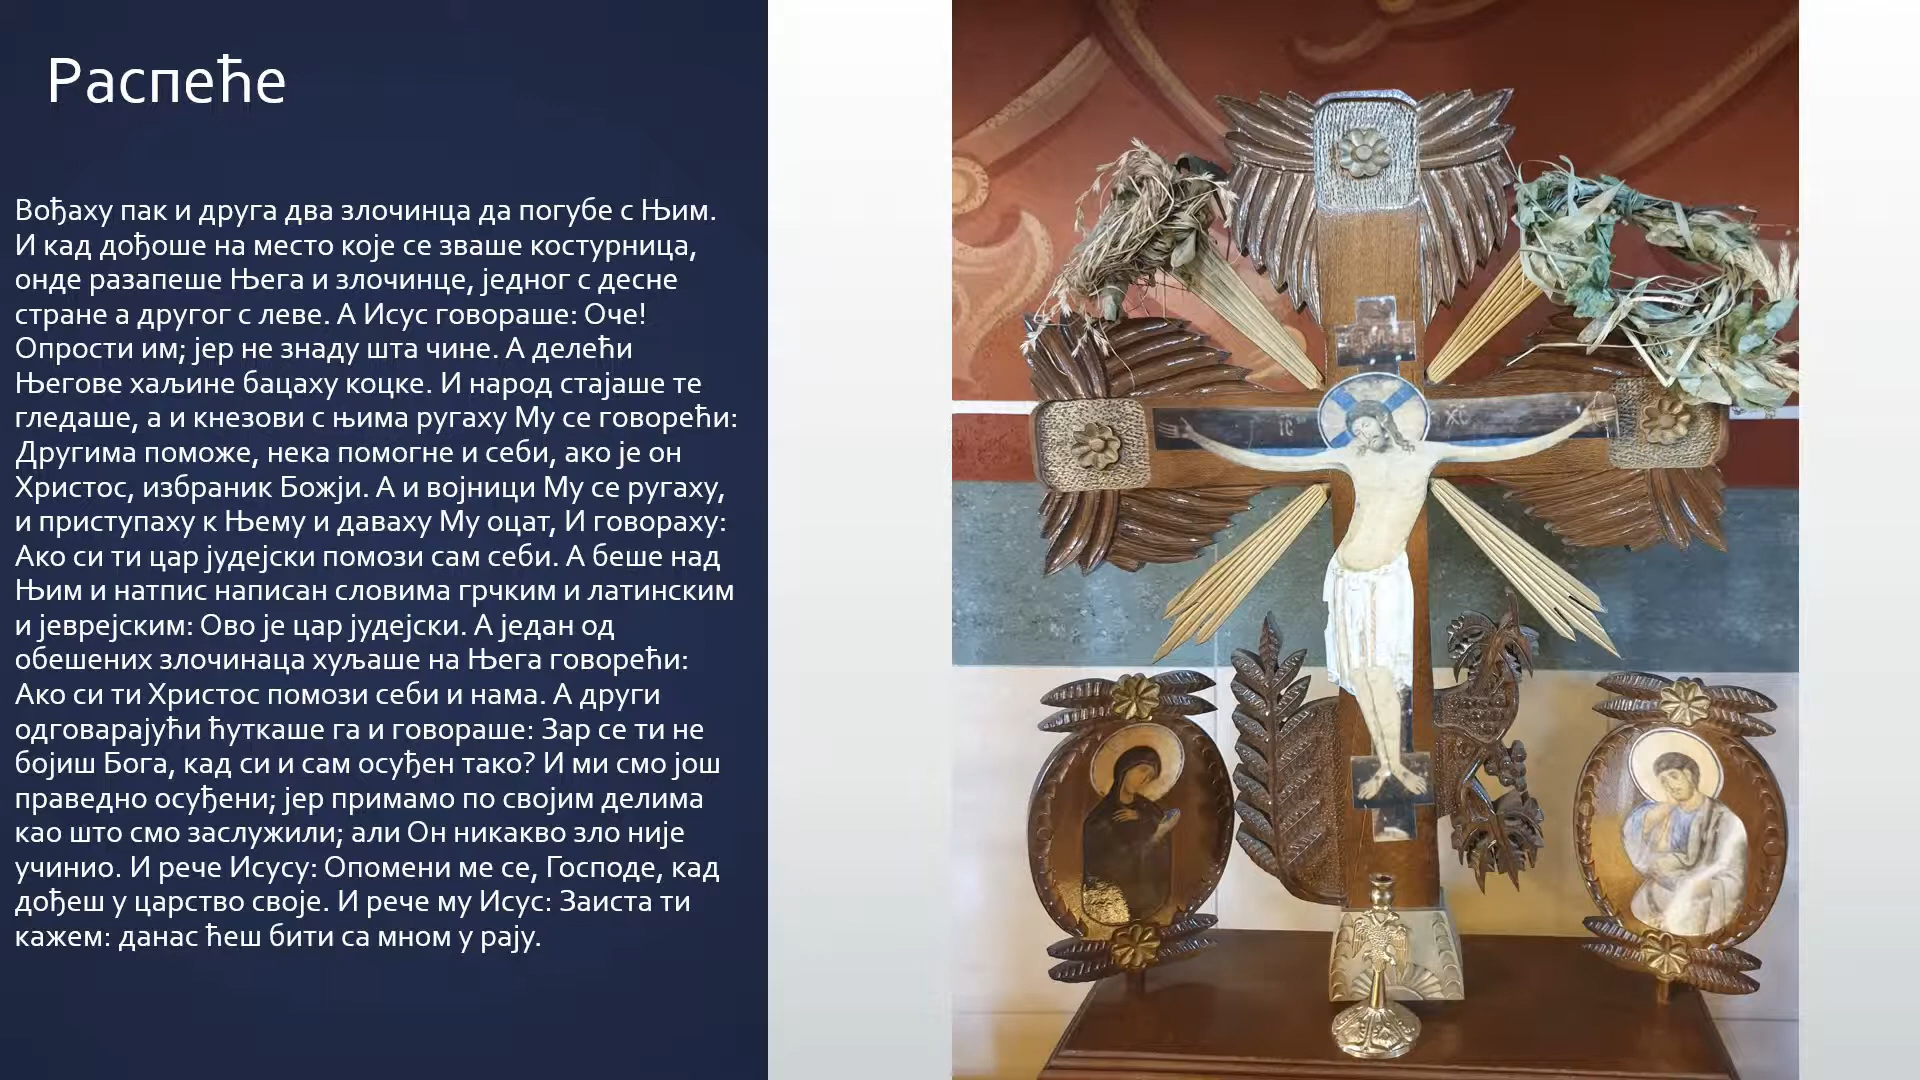 Распеће
Вођаху пак и друга два злочинца да погубе с Њим.
И кад дођоше на место које се зваше костурница,
онде разапеше Њега и злочинце, једног с десне
стране а другог с леве. А Исус говораше: Оче!
Опрости им; јер не знаду шта чине. А делећи
Његове хаљине бацаху коцке. И народ стајаше те
гледаше, а и кнезови с њима ругаху Му се говорећи:
Другима поможе, нека помогне и себи, ако је он
Христос, избраник Божји. А и војници Му се ругаху,
и приступаху к Њему и даваху Му оцат, И говораху:
Ако си ти цар јудејски помози сам себи. А беше над
Њим и натпис написан словима грчким и латинским
и јеврејским: Ово је цар јудејски. А један од
обешених злочинаца хуљаше на Њега говорећи:
Ако си ти Христос помози себи и нама. А други
одговарајући ћуткаше га и говораше: Зар се ти не
бојиш Бога, кад си и сам осуђен тако? И ми смо још
праведно осуђени; јер примамо по својим делима
као што смо заслужили; али Он никакво зло није
учинио. И рече Исусу: Опомени ме се, Господе, кад
дођеш у царство своје. И рече му Исус: Заиста ти
кажем: данас ћеш бити са мном у рају.
ІС ХС